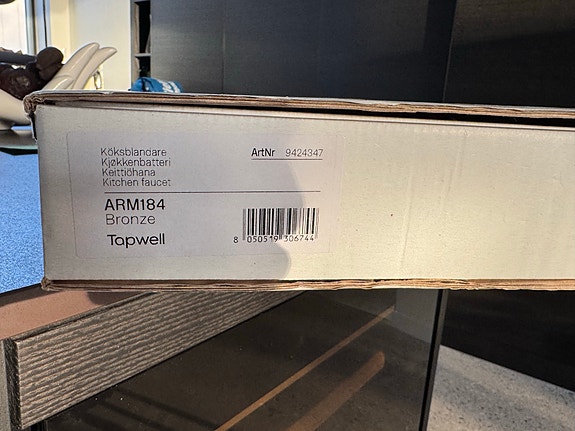 Köksblandare
Kjøkkenbatteri
Keittiöhana
Kitchen faucet
ArtNr 9424347
ARM184
Bronze
Tapwell
8 050519 306744